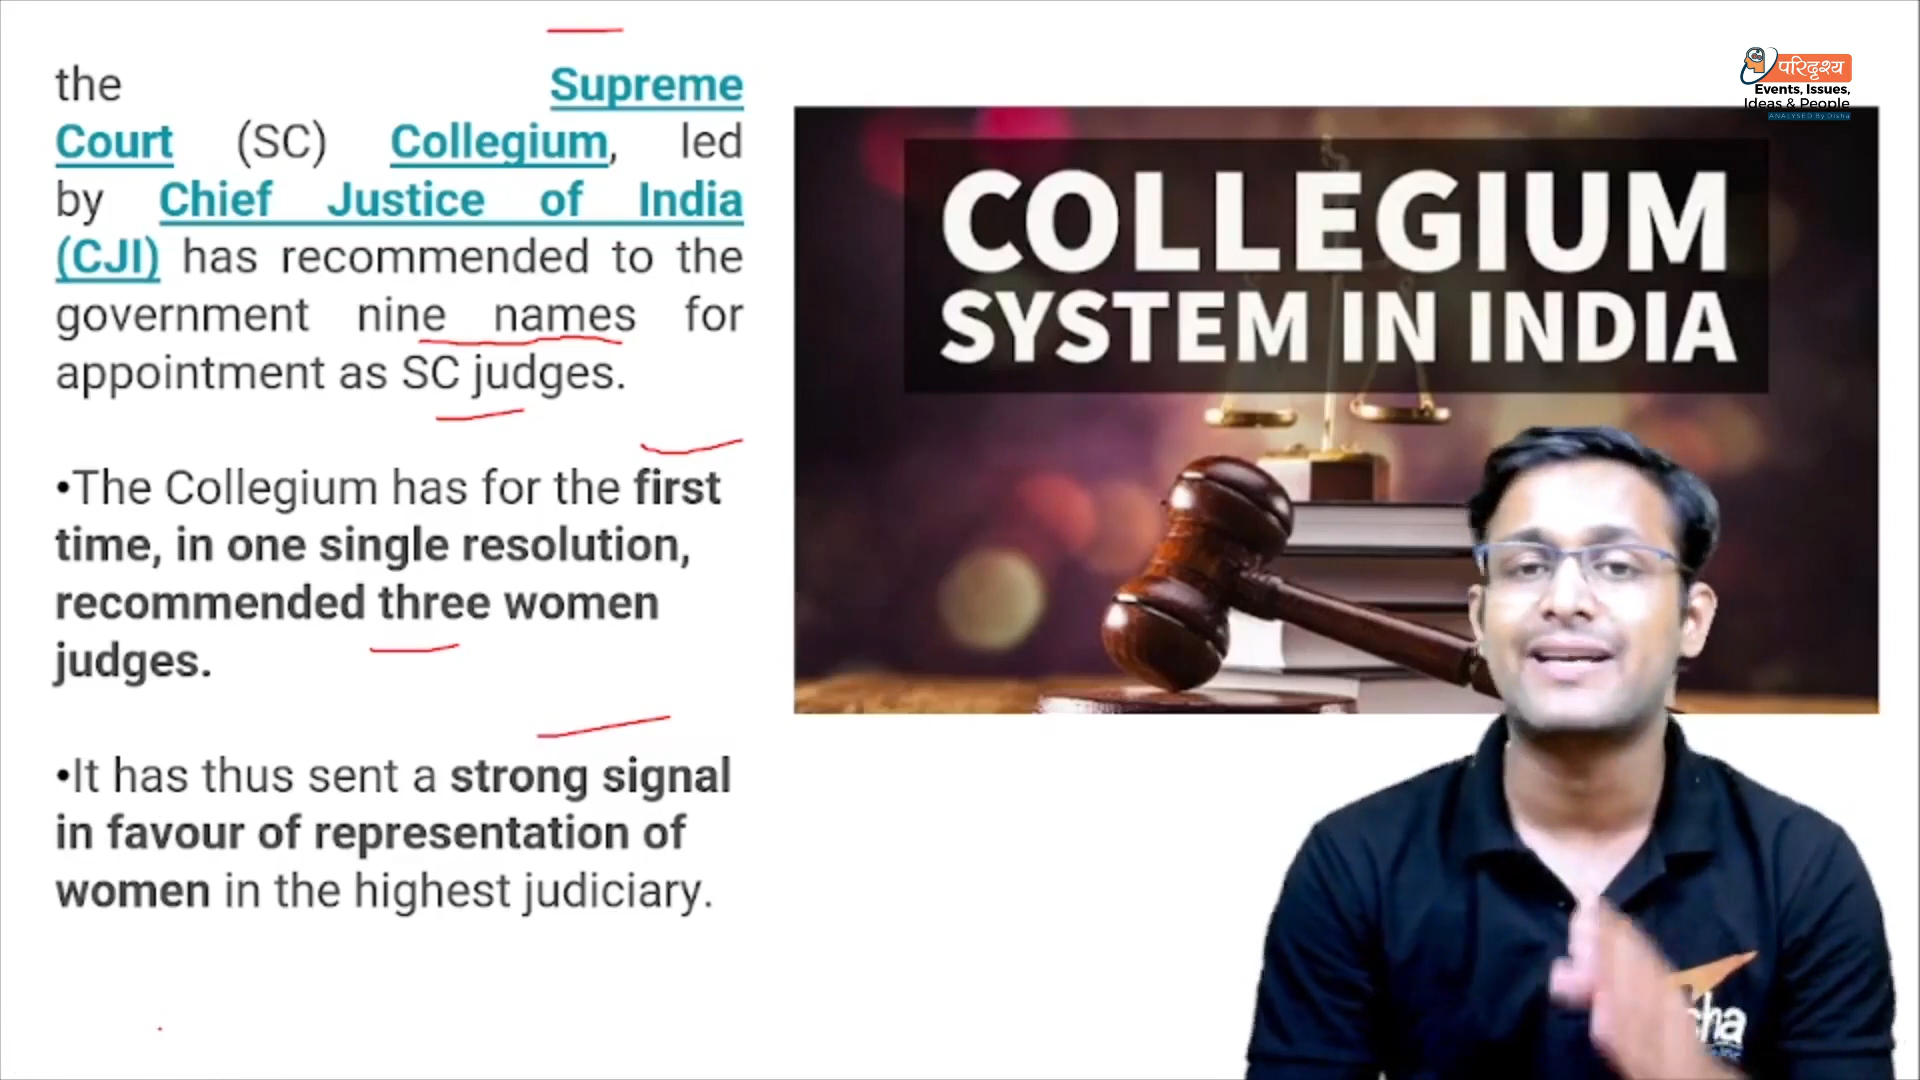 the Supreme
Court (SC) Collegium, led
by Chief Justice of India
(CJI) has recommended to the
government nine names for
appointment as SC judges.
•The Collegium has for the first
time, in one single resolution,
recommended three women
judges.
•It has thus sent a strong signal
in favour of representation of
women in the highest judiciary.
परिदृश्य
Events, Issues,
Ideas & People
ANALYSED By Disha
COLLEGIUM
SYSTEM IN INDIA